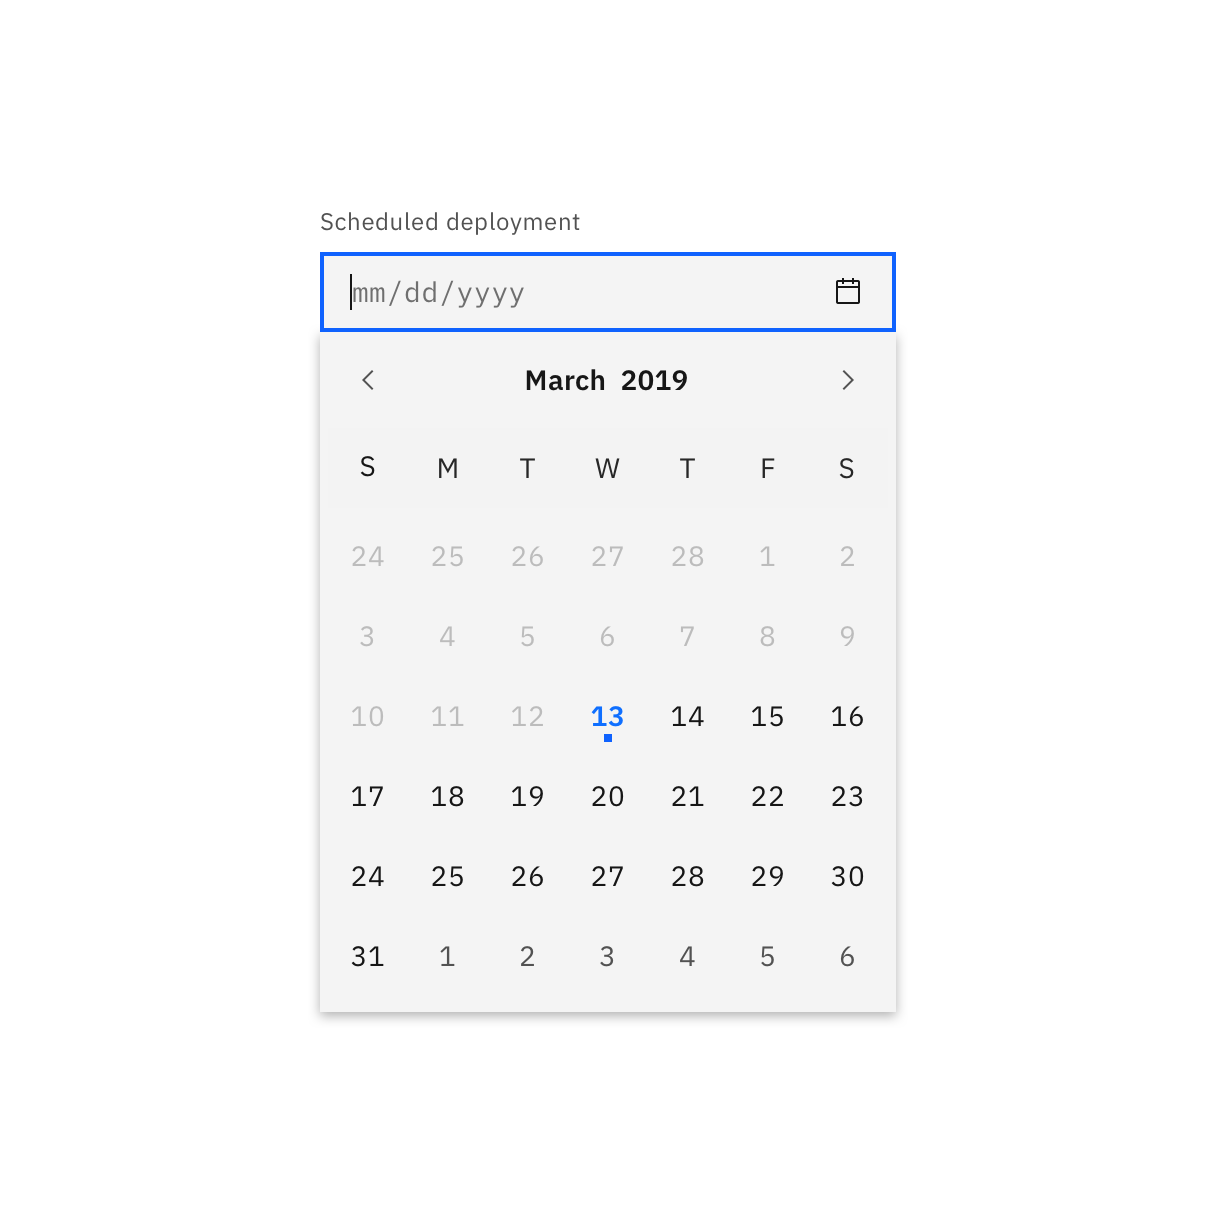 Scheduled deployment
mm/dd/yyyy
March 2019
S M T W T F S
24 25 26 27 28 1 2
3 4 5 6 7 8 9
10 11 12 13 14 15 16
17 18 19 20 21 22 23
24 25 26 27 28 29 30
31 1 2 3 4 5 6